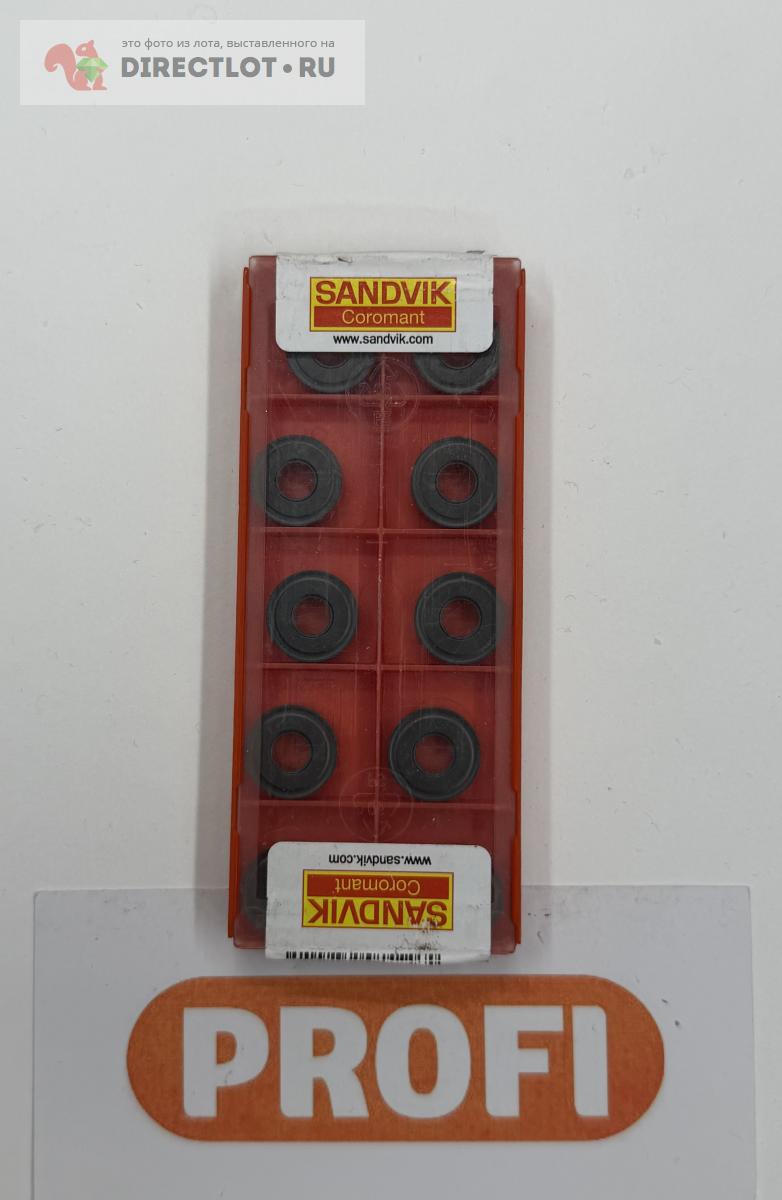 это фото из лота, выставленного на
DIRECTLOT•RU
SANDVIK
Coromant
www.sandvik.com
www.sandvik.com
Coromant
SANDVIK
PROFI